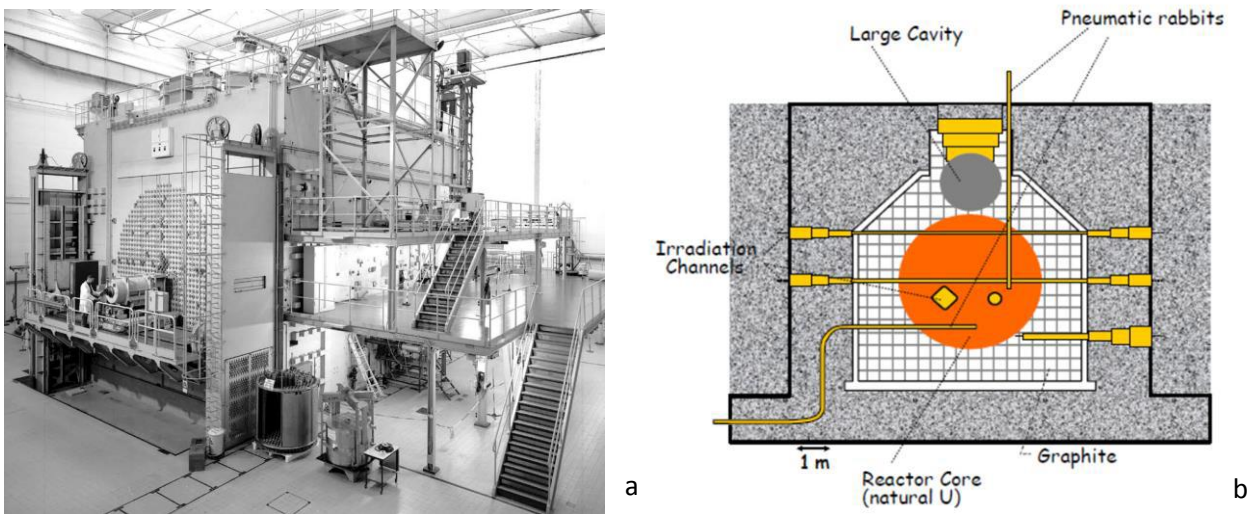 Pneumatic rabbits
Large Cavity
Irradiation
Channels
1 m
Graphite
Reactor Core
(natural U)
a
b